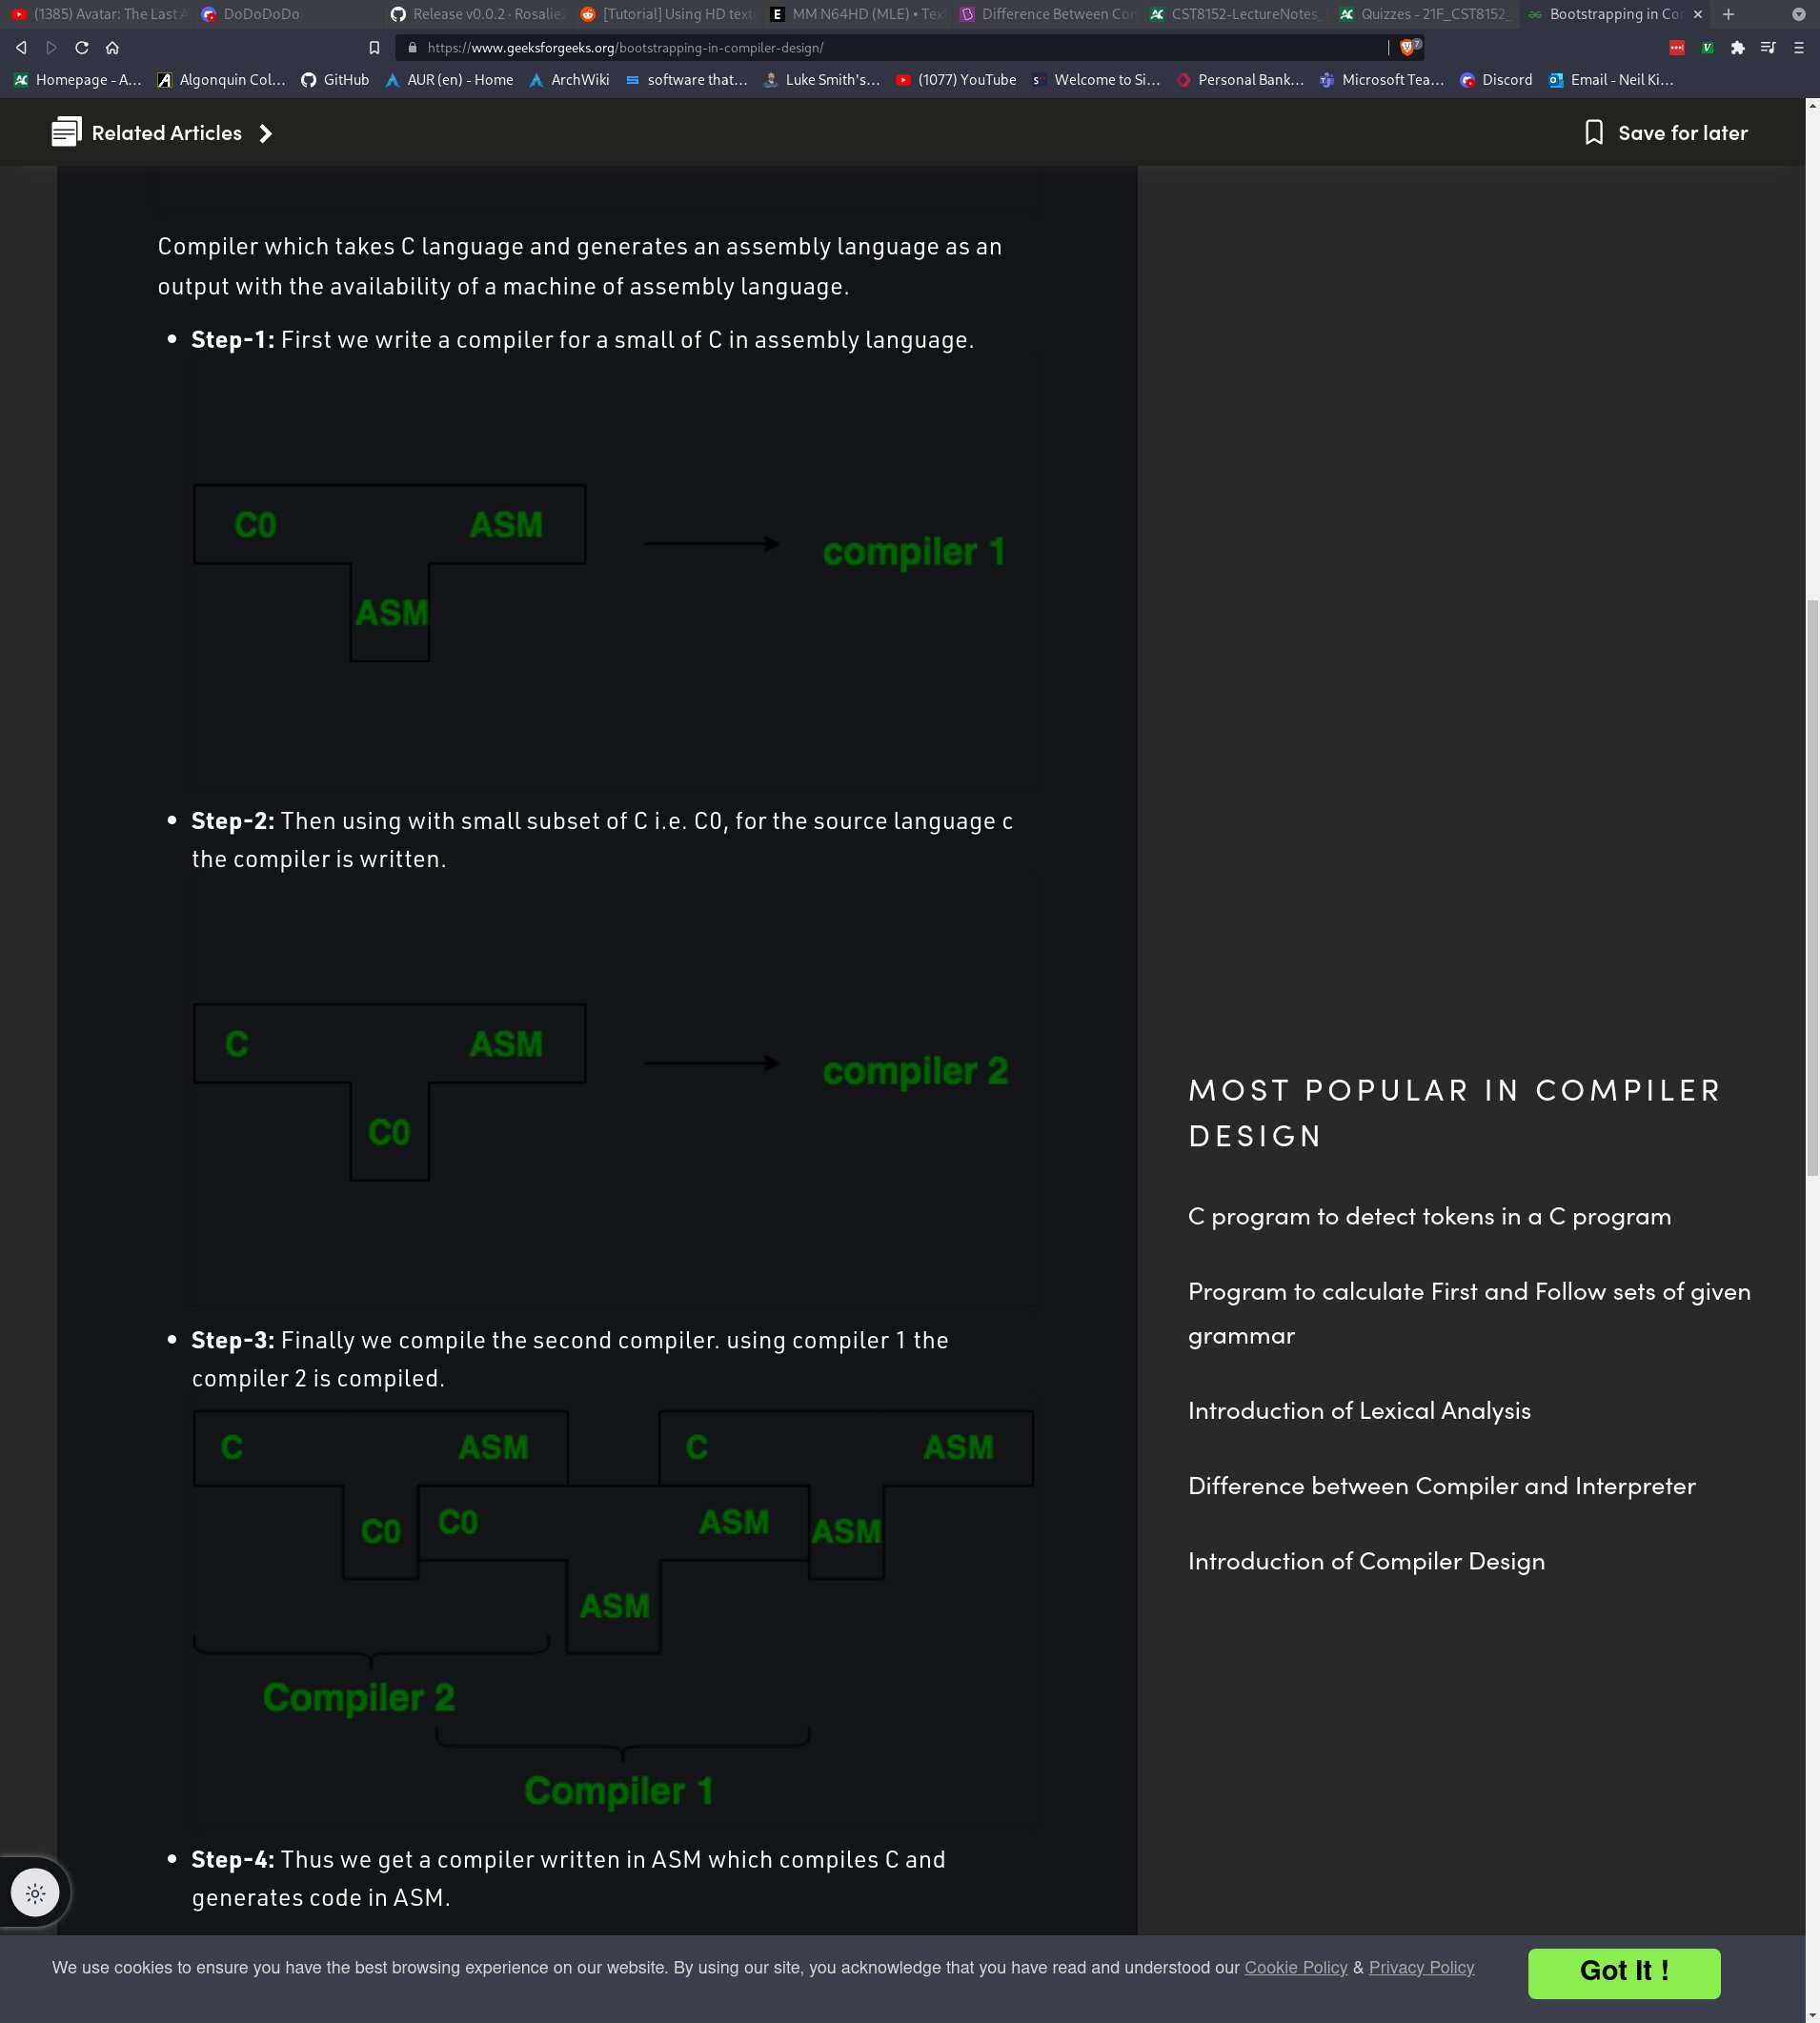 (1385) Avatar: The Last A
DoDoDoDo
Release v0.0.2 · Rosalie2
[Tutorial] Using HD textu
MM N64HD (MLE) • Text
Difference Between Con
CST8152-LectureNotes_
Quizzes - 21F_CST8152_
Bootstrapping in Co
https://www.geeksforgeeks.org/bootstrapping-in-compiler-design/
7
Homepage - A...
Algonquin Col...
GitHub
AUR (en) - Home
ArchWiki
software that...
Luke Smith's...
(1077) YouTube
Welcome to Si...
Personal Bank...
Microsoft Tea...
Discord
Email - Neil Ki...
Related Articles
Save for later
Compiler which takes C language and generates an assembly language as an
output with the availability of a machine of assembly language.
• Step-1: First we write a compiler for a small of C in assembly language.
C0 ASM
compiler 1
ASM
• Step-2: Then using with small subset of C i.e. C0, for the source language c
the compiler is written.
C ASM
compiler 2
C0
• Step-3: Finally we compile the second compiler. using compiler 1 the
compiler 2 is compiled.
C ASM C ASM
C0 C0 ASM ASM
ASM
Compiler 2
Compiler 1
• Step-4: Thus we get a compiler written in ASM which compiles C and
generates code in ASM.
MOST POPULAR IN COMPILER
DESIGN
C program to detect tokens in a C program
Program to calculate First and Follow sets of given
grammar
Introduction of Lexical Analysis
Difference between Compiler and Interpreter
Introduction of Compiler Design
We use cookies to ensure you have the best browsing experience on our website. By using our site, you acknowledge that you have read and understood our Cookie Policy & Privacy Policy
Got It !